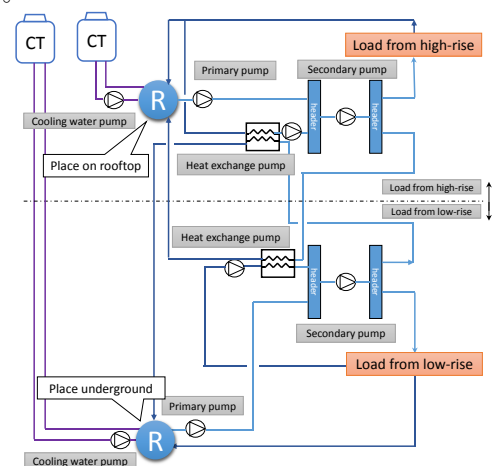 CT
CT
Load from high-rise
Primary pump
Secondary pump
R
header
header
Cooling water pump
Place on rooftop
Heat exchange pump
Load from high-rise
Load from low-rise
Heat exchange pump
header
header
Secondary pump
Load from low-rise
Place underground
Primary pump
R
Cooling water pump